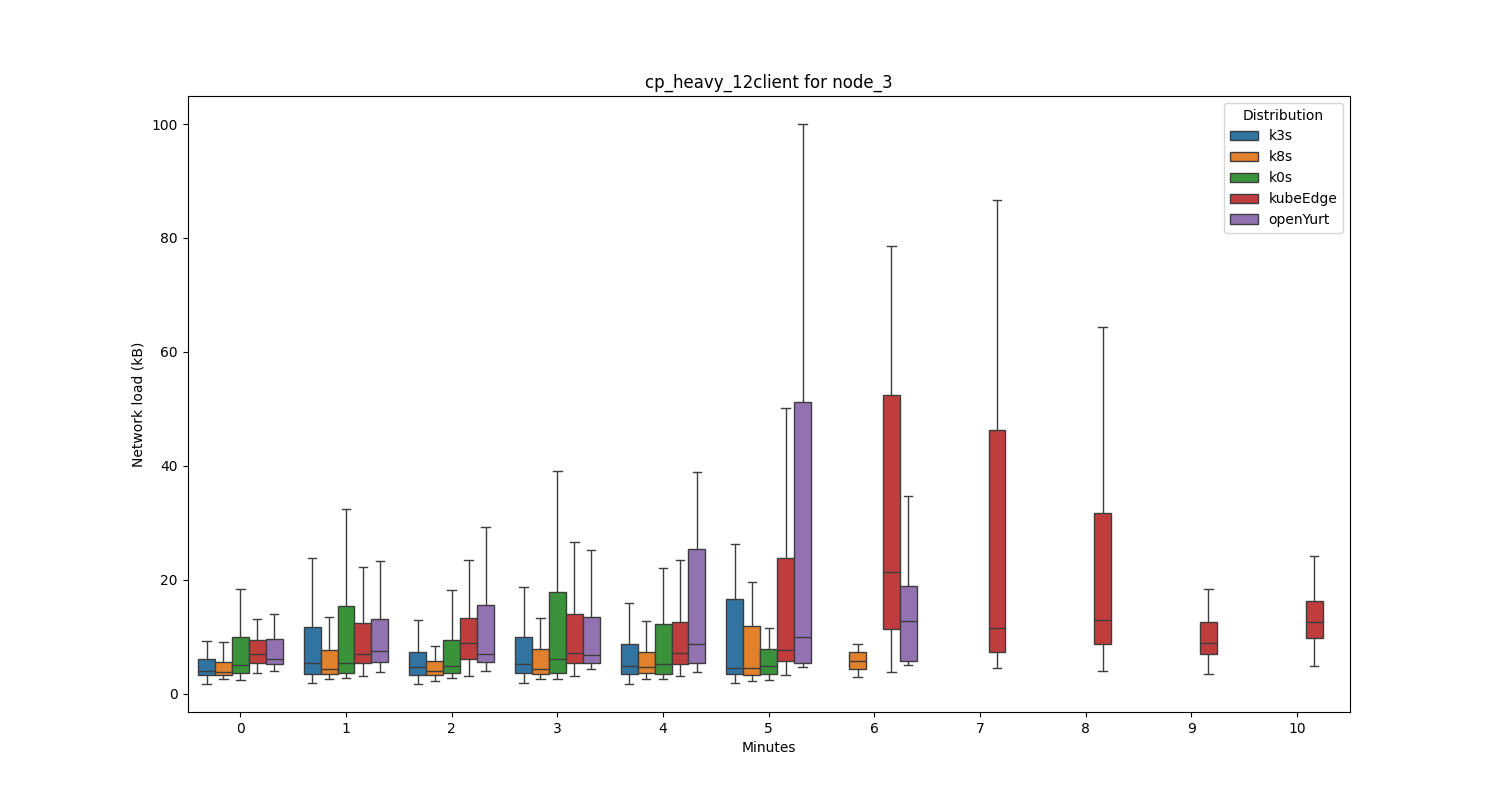 cp_heavy_12client for node_3
Distribution
k3s
k8s
k0s
kubeEdge
openYurt
Network load (kB)
100
80
60
40
20
0
0 1 2 3 4 5 6 7 8 9 10
Minutes